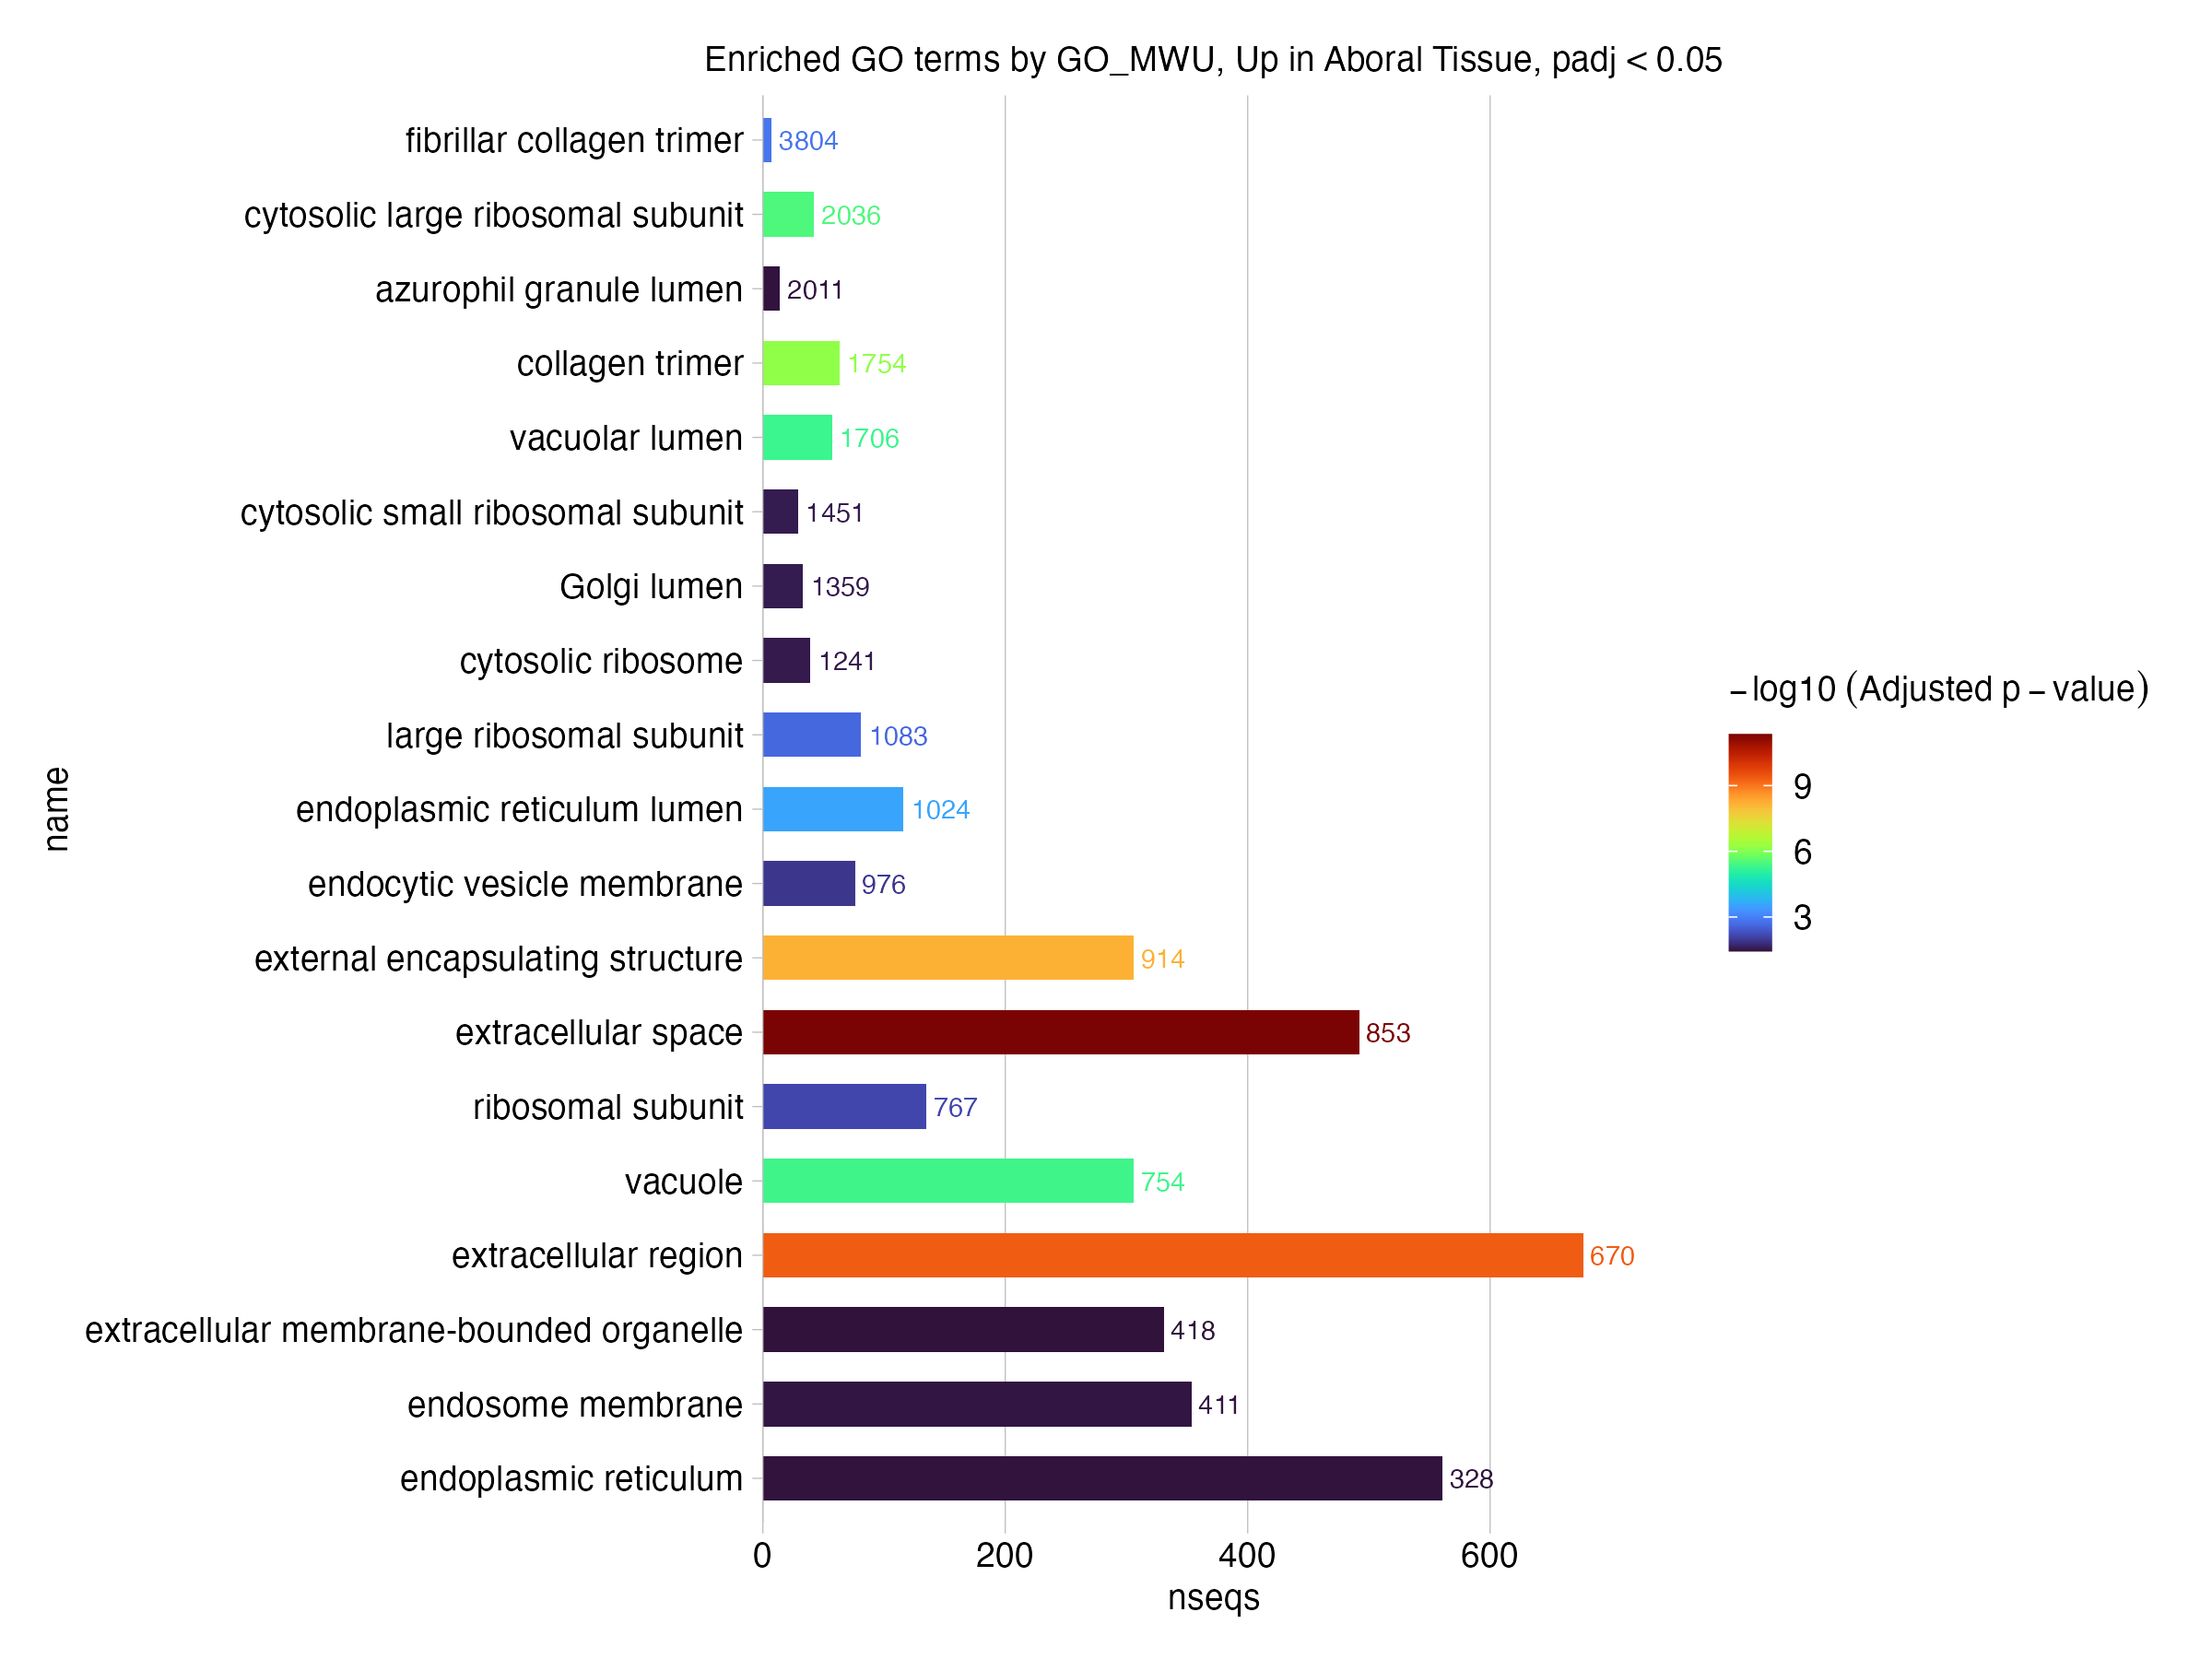 Enriched GO terms by GO_MWU, Up in Aboral Tissue, padj < 0.05
fibrillar collagen trimer 3804
cytosolic large ribosomal subunit 2036
azurophil granule lumen 2011
collagen trimer 1754
vacuolar lumen 1706
cytosolic small ribosomal subunit 1451
Golgi lumen 1359
cytosolic ribosome 1241
large ribosomal subunit 1083
endoplasmic reticulum lumen 1024
endocytic vesicle membrane 976
external encapsulating structure 914
extracellular space 853
ribosomal subunit 767
vacuole 754
extracellular region 670
extracellular membrane-bounded organelle 418
endosome membrane 411
endoplasmic reticulum 328
0 200 400 600
nseqs
name
−log10 (Adjusted p − value)
9
6
3